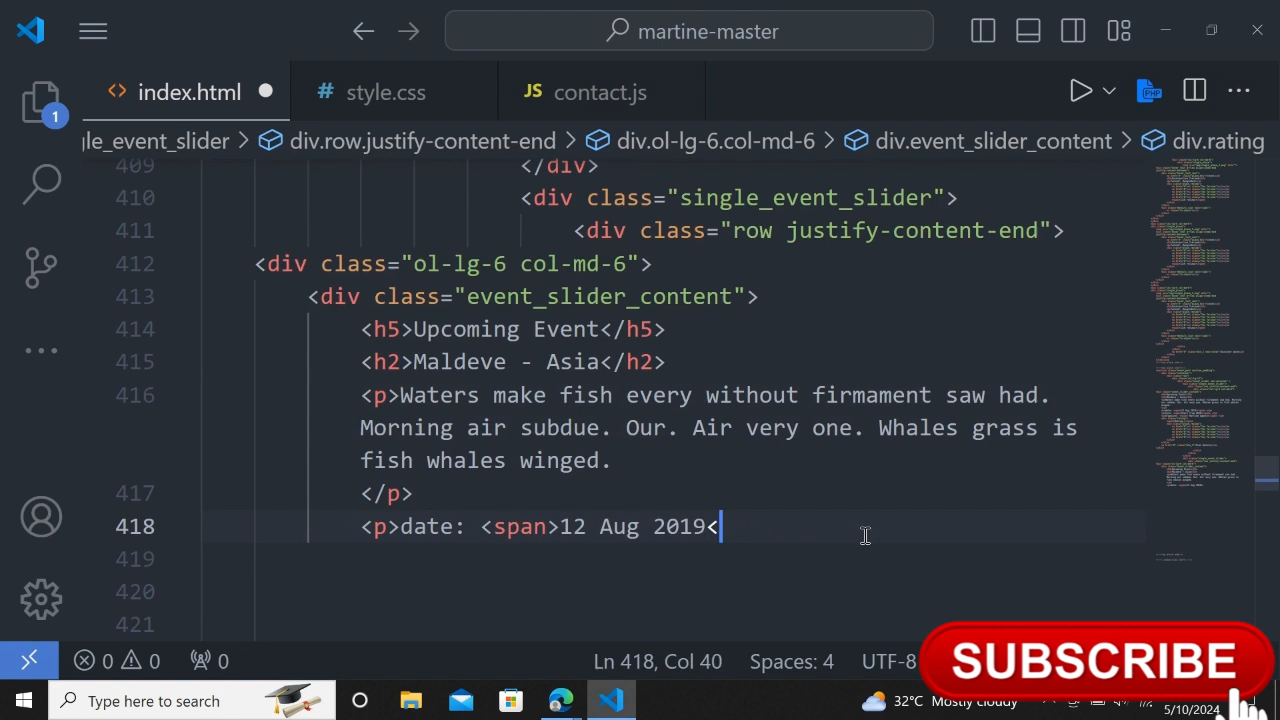 martine-master
index.html
# style.css
JS contact.js
PHP
1
le_event_slider > div.row.justify-content-end > div.ol-lg-6.col-md-6 > div.event_slider_content > div.rating
409 </div>
410 <div class="single_event_slider">
411 <div class="row justify-content-end">
412 <div class="ol-lg-6 col-md-6">
413 <div class="event_slider_content">
414 <h5>Upcoming Event</h5>
415 <h2>Maldeve - Asia</h2>
416 <p>Waters make fish every without firmament saw had.
Morning air subdue. Our. Air very one. Whales grass is
fish whales winged.
417 </p>
418 <p>date: <span>12 Aug 2019<
419
420
421
0 0 0
Ln 418, Col 40 Spaces: 4 UTF-8
SUBSCRIBE
Type here to search
32°C Mostly cloudy
5/10/2024